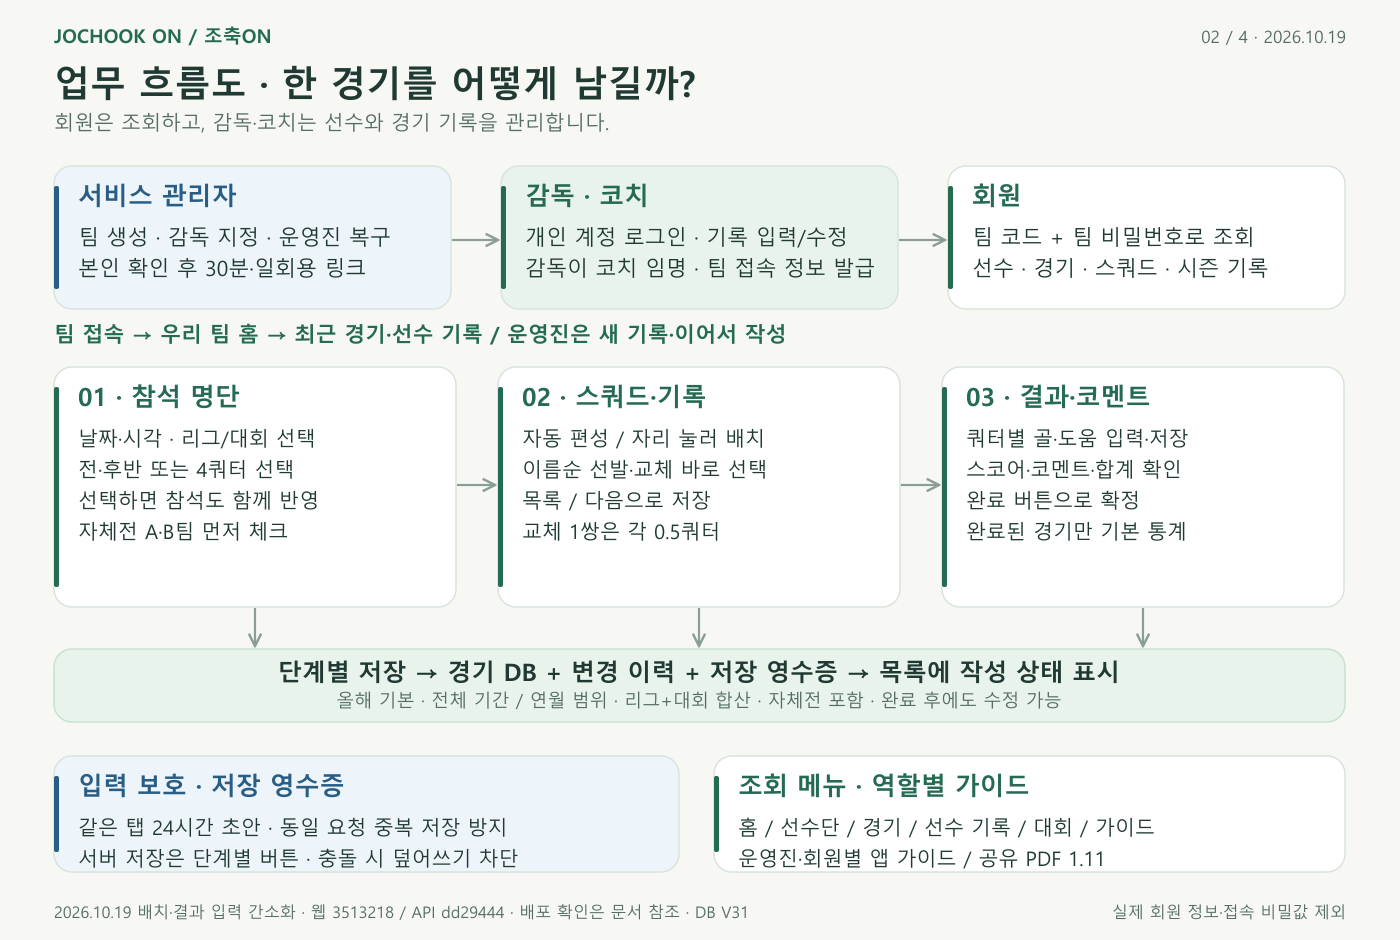 JOCHOOK ON / 조축ON
02 / 4 · 2026.10.19
업무 흐름도 · 한 경기를 어떻게 남길까?
회원은 조회하고, 감독·코치는 선수와 경기 기록을 관리합니다.
서비스 관리자
팀 생성 · 감독 지정 · 운영진 복구
본인 확인 후 30분·일회용 링크
감독 · 코치
개인 계정 로그인 · 기록 입력/수정
감독이 코치 임명 · 팀 접속 정보 발급
회원
팀 코드 + 팀 비밀번호로 조회
선수 · 경기 · 스쿼드 · 시즌 기록
팀 접속 → 우리 팀 홈 → 최근 경기·선수 기록 / 운영진은 새 기록·이어서 작성
01 · 참석 명단
날짜·시각 · 리그/대회 선택
전·후반 또는 4쿼터 선택
선택하면 참석도 함께 반영
자체전 A·B팀 먼저 체크
02 · 스쿼드·기록
자동 편성 / 자리 눌러 배치
이름순 선발·교체 바로 선택
목록 / 다음으로 저장
교체 1쌍은 각 0.5쿼터
03 · 결과·코멘트
쿼터별 골·도움 입력·저장
스코어·코멘트·합계 확인
완료 버튼으로 확정
완료된 경기만 기본 통계
단계별 저장 → 경기 DB + 변경 이력 + 저장 영수증 → 목록에 작성 상태 표시
올해 기본 · 전체 기간 / 연월 범위 · 리그+대회 합산 · 자체전 포함 · 완료 후에도 수정 가능
입력 보호 · 저장 영수증
같은 탭 24시간 초안 · 동일 요청 중복 저장 방지
서버 저장은 단계별 버튼 · 충돌 시 덮어쓰기 차단
조회 메뉴 · 역할별 가이드
홈 / 선수단 / 경기 / 선수 기록 / 대회 / 가이드
운영진·회원별 앱 가이드 / 공유 PDF 1.11
2026.10.19 배치·결과 입력 간소화 · 웹 3513218 / API dd29444 · 배포 확인은 문서 참조 · DB V31
실제 회원 정보·접속 비밀값 제외